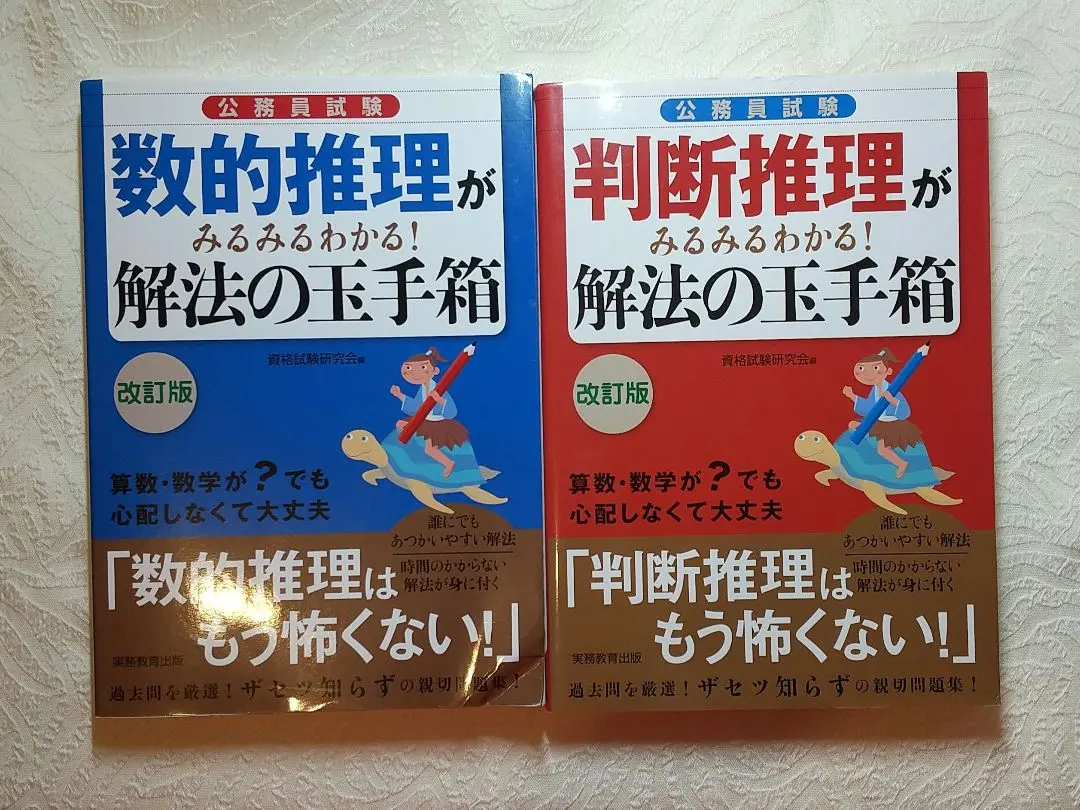 公務員試験
数的推理が
みるみるわかる!
解法の玉手箱
資格試験研究会編
改訂版
算数・数学が?でも
心配しなくて大丈夫
誰にでも
あつかいやすい解法
時間のかからない
解法が身に付く
「数的推理は
もう怖くない!」
実務教育出版
過去問を厳選!ザセツ知らずの親切問題集!
公務員試験
判断推理が
みるみるわかる!
解法の玉手箱
資格試験研究会編
改訂版
算数・数学が?でも
心配しなくて大丈夫
誰にでも
あつかいやすい解法
時間のかからない
解法が身に付く
「判断推理は
もう怖くない!」
実務教育出版
過去問を厳選!ザセツ知らずの親切問題集!